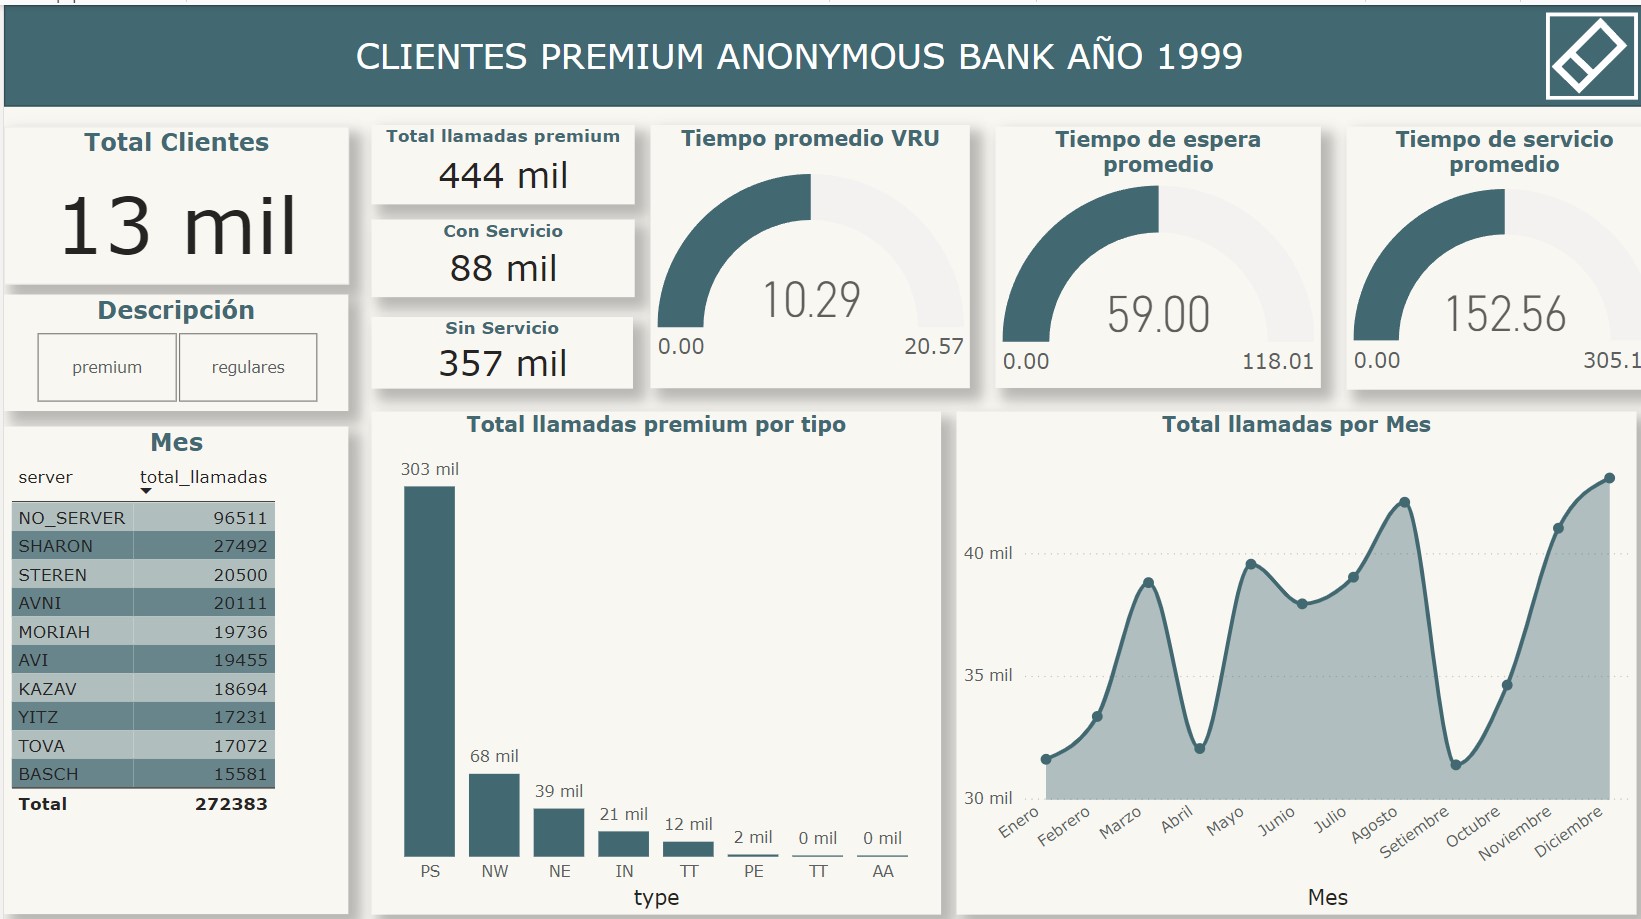 CLIENTES PREMIUM ANONYMOUS BANK AÑO 1999
Total Clientes
13 mil
Descripción
premium
regulares
Mes
server total_llamadas
NO_SERVER 96511
SHARON 27492
STEREN 20500
AVNI 20111
MORIAH 19736
AVI 19455
KAZAV 18694
YITZ 17231
TOVA 17072
BASCH 15581
Total 272383
Total llamadas premium
444 mil
Con Servicio
88 mil
Sin Servicio
357 mil
Tiempo promedio VRU
10.29
0.00 20.57
Tiempo de espera
promedio
59.00
0.00 118.01
Tiempo de servicio
promedio
152.56
0.00 305.1
Total llamadas premium por tipo
303 mil
68 mil
39 mil
21 mil
12 mil
2 mil
0 mil
0 mil
PS NW NE IN TT PE TT AA
type
Total llamadas por Mes
40 mil
35 mil
30 mil
Enero Febrero Marzo Abril Mayo Junio Julio Agosto Setiembre Octubre Noviembre Diciembre
Mes